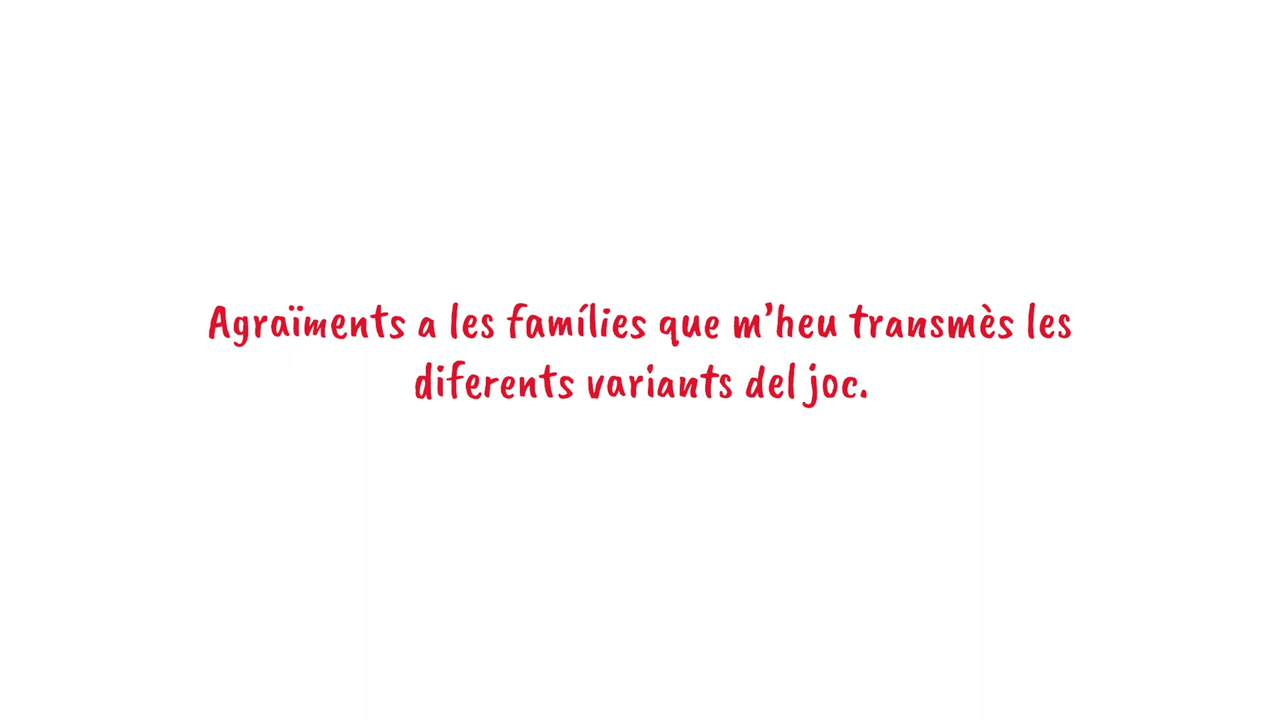 Agraïments a les famílies que m'heu transmès les
diferents variants del joc.